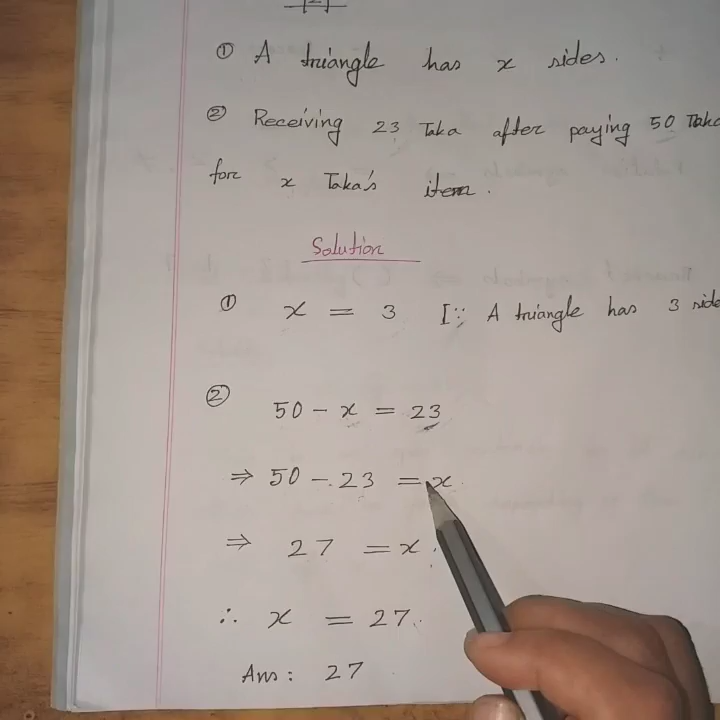 ① A triangle has x sides.
② Receiving 23 Taka after paying 50 Taka
for x Taka's item.
Solution
① x = 3 [∵ A triangle has 3 side
② 50 - x = 23
⇒ 50 - 23 = x
⇒ 27 = x
∴ x = 27.
Ans: 27